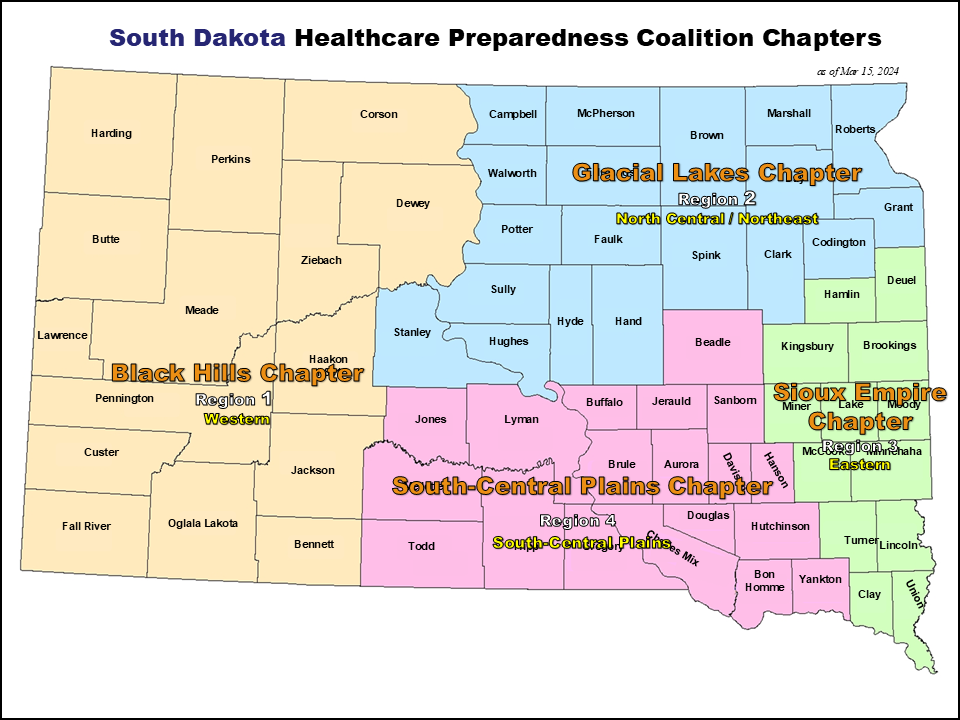 South Dakota Healthcare Preparedness Coalition Chapters
as of Mar 15, 2024
Harding
Perkins
Corson
Campbell
McPherson
Brown
Marshall
Roberts
Walworth
Dewey
Glacial Lakes Chapter
Region 2
North Central / Northeast
Grant
Butte
Ziebach
Potter
Faulk
Spink
Clark
Codington
Deuel
Hamlin
Meade
Sully
Lawrence
Stanley
Hughes
Hyde
Hand
Beadle
Kingsbury
Brookings
Haakon
Black Hills Chapter
Region 1
Western
Pennington
Buffalo
Jerauld
Sanborn
Sioux Empire
Chapter
Miner
Lake
Moody
Region 3
Eastern
McCook
Minnehaha
Jones
Lyman
Custer
Jackson
Brule
Aurora
Davison
Hanson
South-Central Plains Chapter
Region 4
South-Central Plains
Fall River
Oglala Lakota
Bennett
Todd
Gregory
Charles Mix
Douglas
Hutchinson
Turner
Lincoln
Bon
Homme
Yankton
Clay
Union